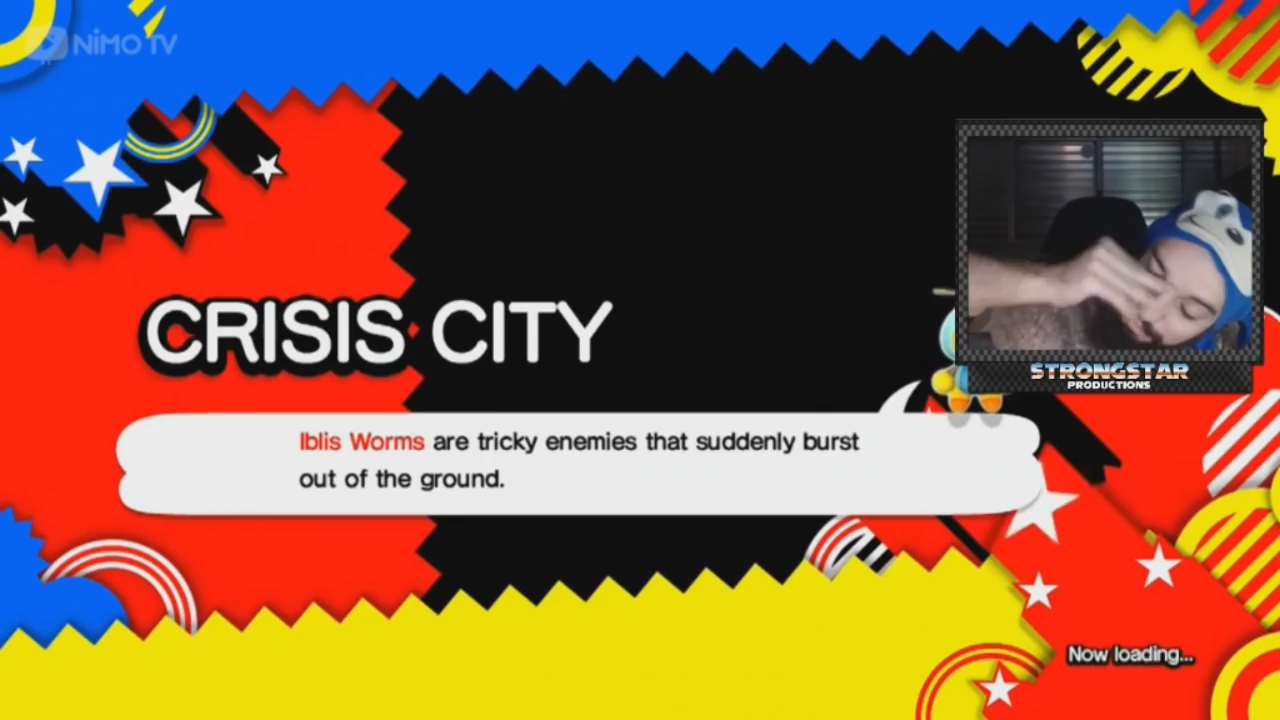 NIMO TV
CRISIS CITY
STRONGSTAR
PRODUCTIONS
Iblis Worms are tricky enemies that suddenly burst
out of the ground.
Now loading...